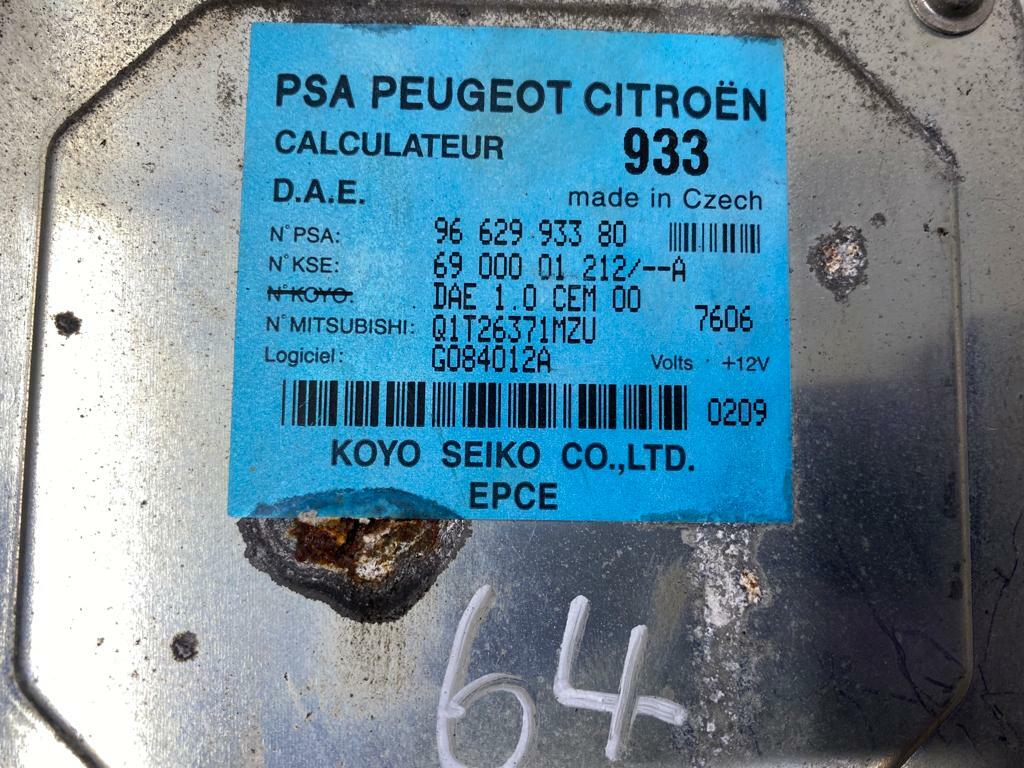 PSA PEUGEOT CITROËN
CALCULATEUR 933
D.A.E. made in Czech
N°PSA: 96 629 933 80
N°KSE: 69 000 01 212/--A
N°KOYO: DAE 1.0 CEM 00
N°MITSUBISHI: Q1T26371MZU 7606
Logiciel: G084012A Volts · +12V
0209
KOYO SEIKO CO.,LTD.
EPCE
64